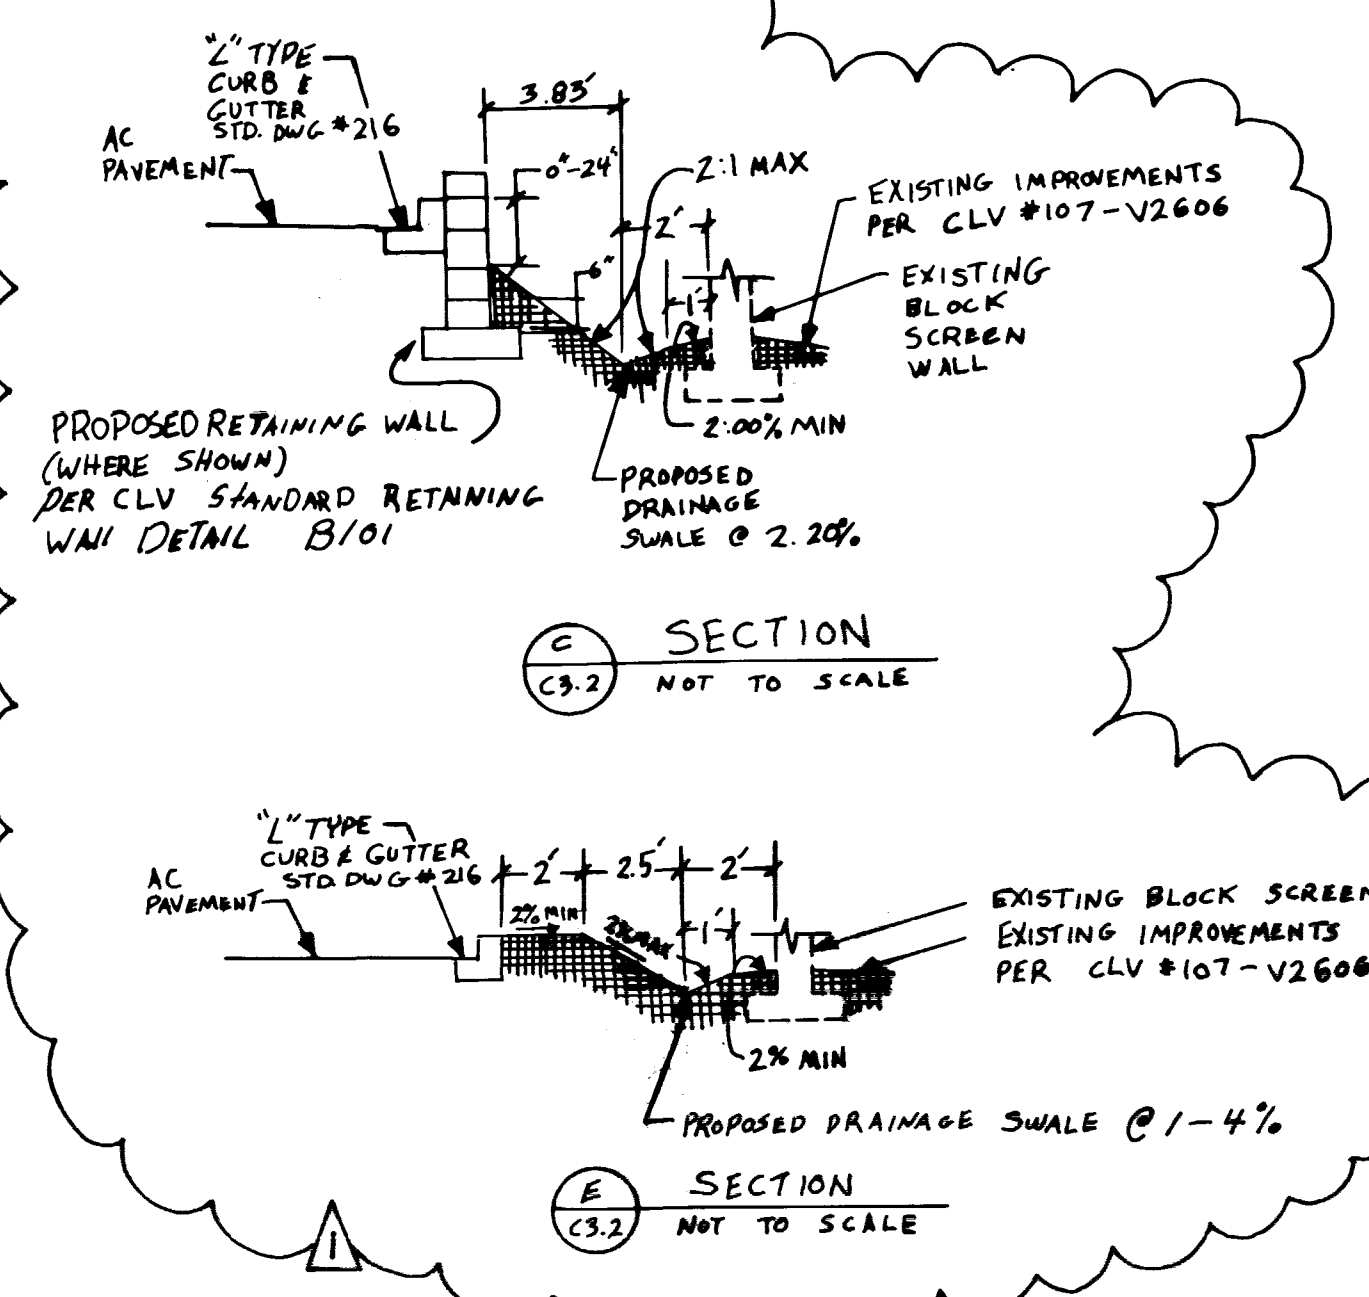 "L" TYPE
CURB &
GUTTER
STD. DWG #216
AC
PAVEMENT
3.83'
0"-24"
2:1 MAX
2'
6"
1'
EXISTING IMPROVEMENTS
PER CLV #107-V2606
EXISTING
BLOCK
SCREEN
WALL
2.00% MIN
PROPOSED RETAINING WALL
(WHERE SHOWN)
PER CLV STANDARD RETAINING
WALL DETAIL B/01
PROPOSED
DRAINAGE
SWALE @ 2.20%
C
C3.2
SECTION
NOT TO SCALE
"L" TYPE
CURB & GUTTER
STD. DWG #216
AC
PAVEMENT
2'
2.5'
2'
2% MIN
MAX
1'
EXISTING BLOCK SCREEN
EXISTING IMPROVEMENTS
PER CLV #107-V2606
2% MIN
PROPOSED DRAINAGE SWALE @ 1-4%
E
C3.2
SECTION
NOT TO SCALE
1